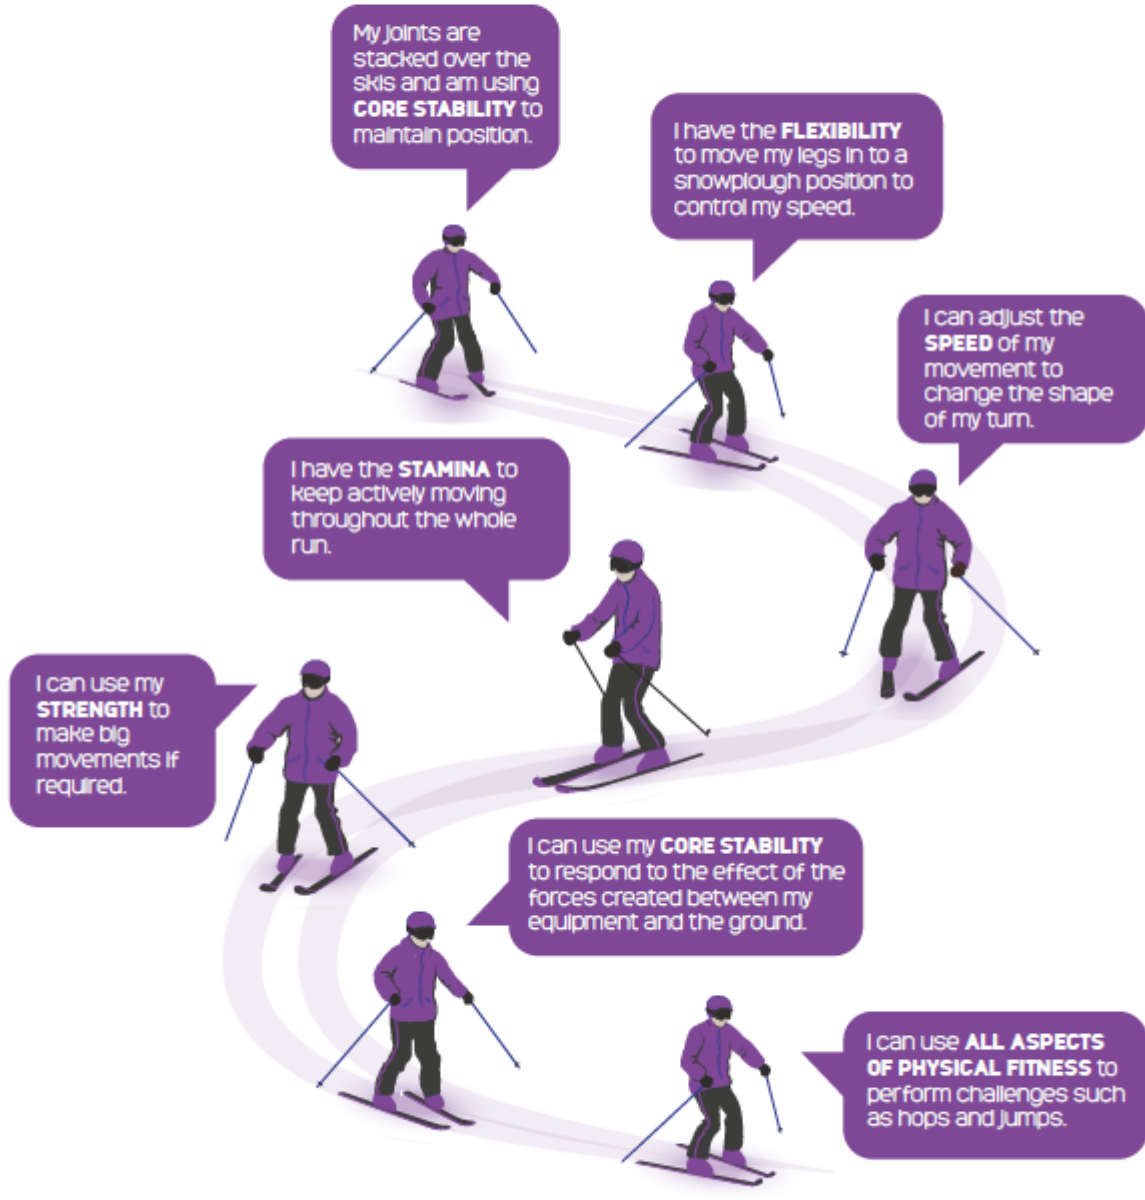 My joints are
stacked over the
skis and am using
CORE STABILITY to
maintain position.
I have the FLEXIBILITY
to move my legs in to a
snowplough position to
control my speed.
I can adjust the
SPEED of my
movement to
change the shape
of my turn.
I have the STAMINA to
keep actively moving
throughout the whole
run.
I can use my
STRENGTH to
make big
movements if
required.
I can use my CORE STABILITY
to respond to the effect of the
forces created between my
equipment and the ground.
I can use ALL ASPECTS
OF PHYSICAL FITNESS to
perform challenges such
as hops and jumps.